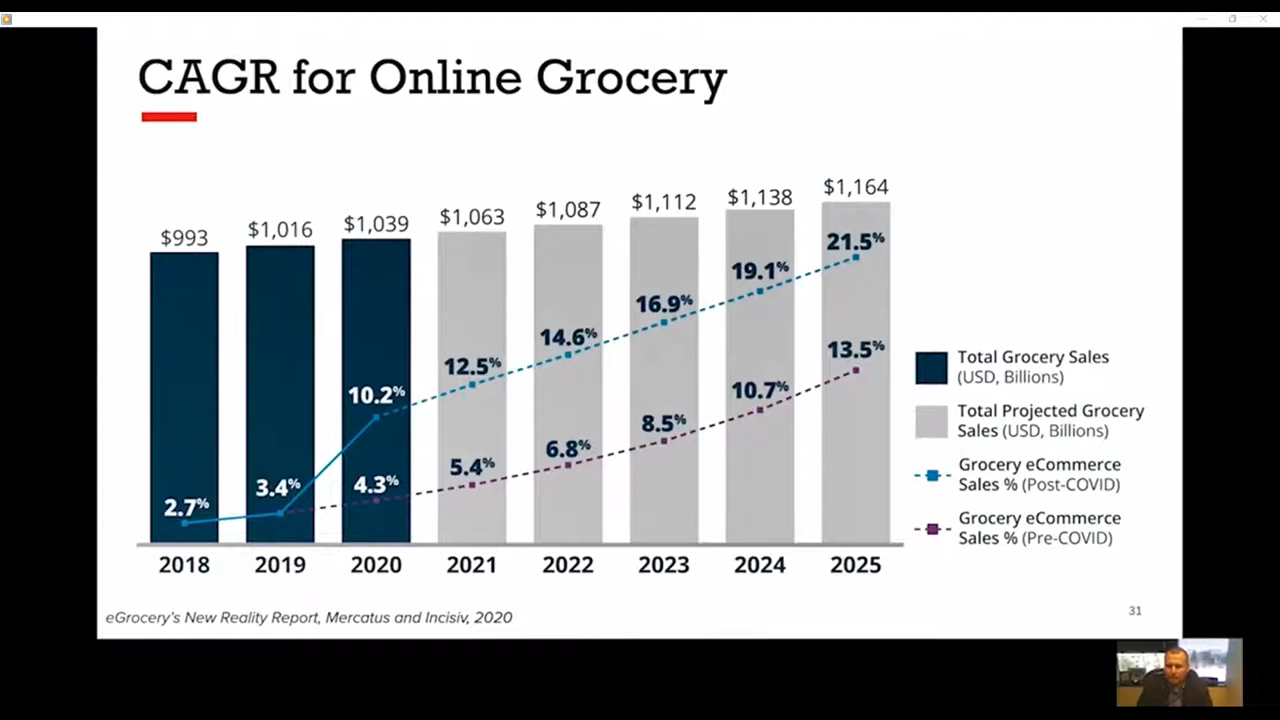 CAGR for Online Grocery
$993
$1,016
$1,039
$1,063
$1,087
$1,112
$1,138
$1,164
21.5%
19.1%
16.9%
14.6%
12.5%
10.2%
13.5%
10.7%
8.5%
6.8%
5.4%
4.3%
3.4%
2.7%
2018 2019 2020 2021 2022 2023 2024 2025
Total Grocery Sales
(USD, Billions)
Total Projected Grocery
Sales (USD, Billions)
Grocery eCommerce
Sales % (Post-COVID)
Grocery eCommerce
Sales % (Pre-COVID)
eGrocery's New Reality Report, Mercatus and Incisiv, 2020
31